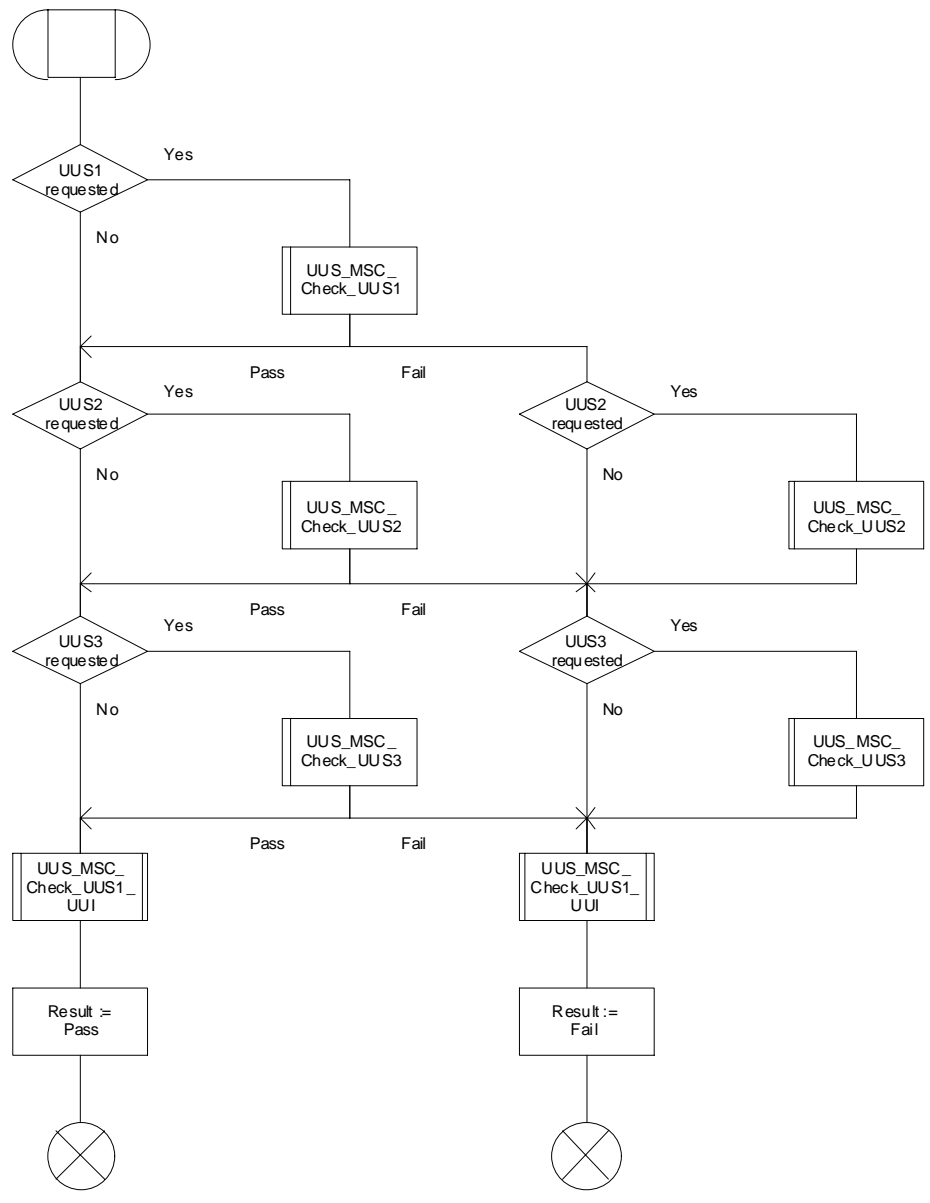 Yes
UUS1
requested
No
UUS_MSC_
Check_UUS1
Pass
Fail
Yes
UUS2
requested
No
UUS_MSC_
Check_UUS2
Yes
UUS2
requested
No
UUS_MSC_
Check_UUS2
Pass
Fail
Yes
UUS3
requested
No
UUS_MSC_
Check_UUS3
Yes
UUS3
requested
No
UUS_MSC_
Check_UUS3
Pass
Fail
UUS_MSC_
Check_UUS1_
UUI
UUS_MSC_
Check_UUS1_
UUI
Result :=
Pass
Result :=
Fail